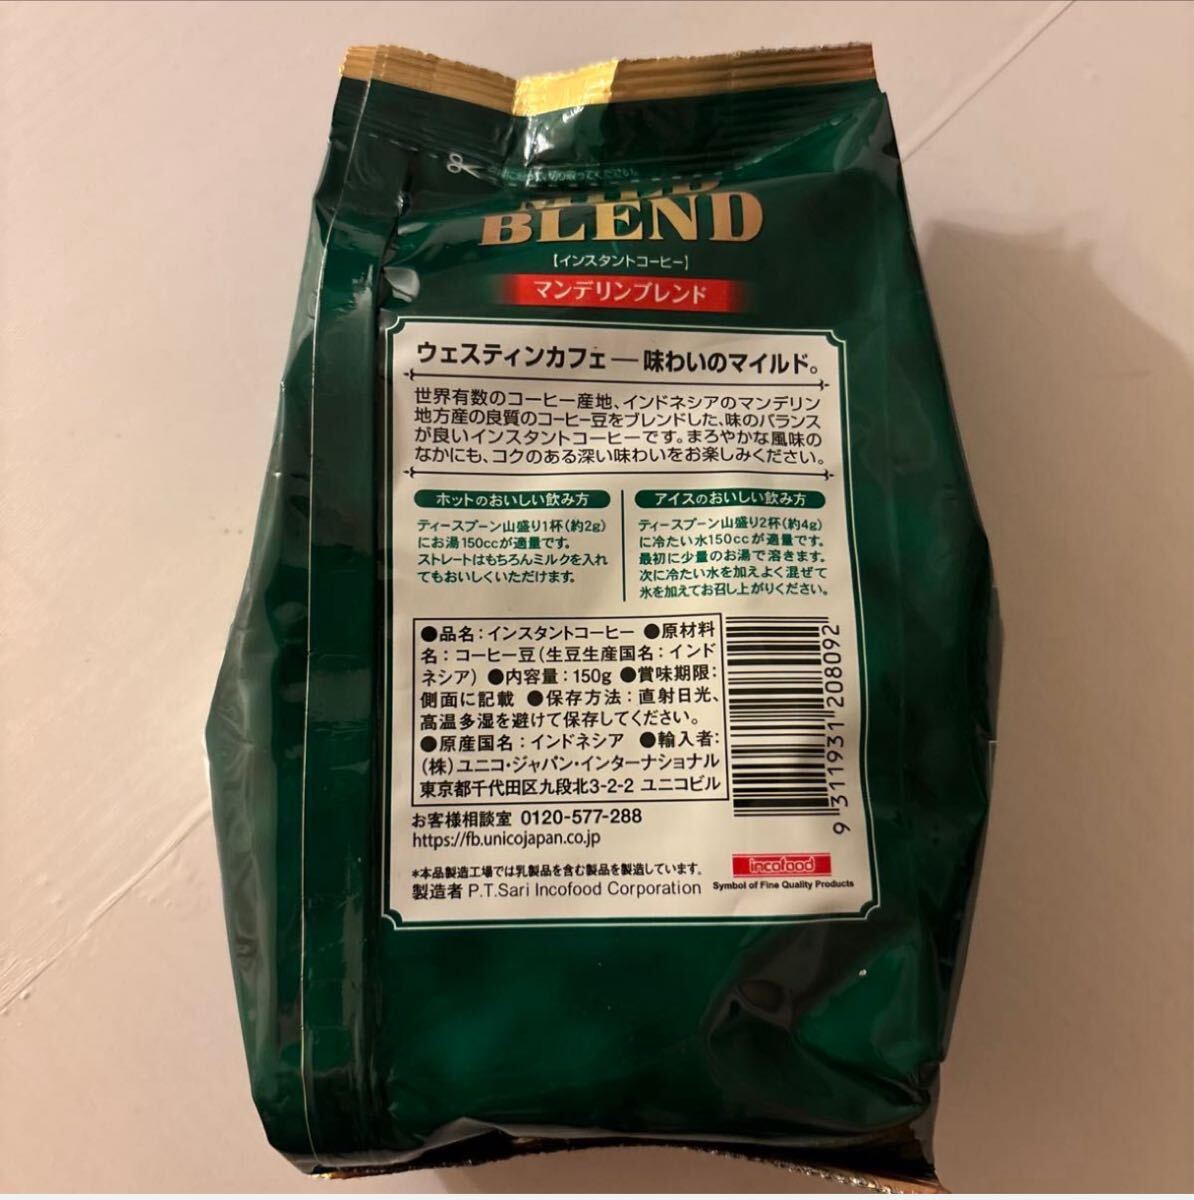 切り取ってください。
MILD
BLEND
【インスタントコーヒー】
マンデリンブレンド
ウェスティンカフェ―味わいのマイルド。
世界有数のコーヒー産地、インドネシアのマンデリン
地方産の良質のコーヒー豆をブレンドした、味のバランス
が良いインスタントコーヒーです。まろやかな風味の
なかにも、コクのある深い味わいをお楽しみください。
ホットのおいしい飲み方
ティースプーン山盛り1杯(約2g)
にお湯150ccが適量です。
ストレートはもちろんミルクを入れ
てもおいしくいただけます。
アイスのおいしい飲み方
ティースプーン山盛り2杯(約4g)
に冷たい水150ccが適量です。
最初に少量のお湯で溶きます。
次に冷たい水を加えよく混ぜて
氷を加えてお召し上がりください。
●品名:インスタントコーヒー ●原材料
名:コーヒー豆(生豆生産国名:インド
ネシア) ●内容量:150g ●賞味期限:
側面に記載 ●保存方法:直射日光、
高温多湿を避けて保存してください。
●原産国名:インドネシア ●輸入者:
(株)ユニコ・ジャパン・インターナショナル
東京都千代田区九段北3-2-2 ユニコビル
お客様相談室 0120-577-288
https://fb.unicojapan.co.jp
*本品製造工場では乳製品を含む製品を製造しています。
製造者 P.T.Sari Incofood Corporation
9 311931 208092
incofood
Symbol of Fine Quality Products